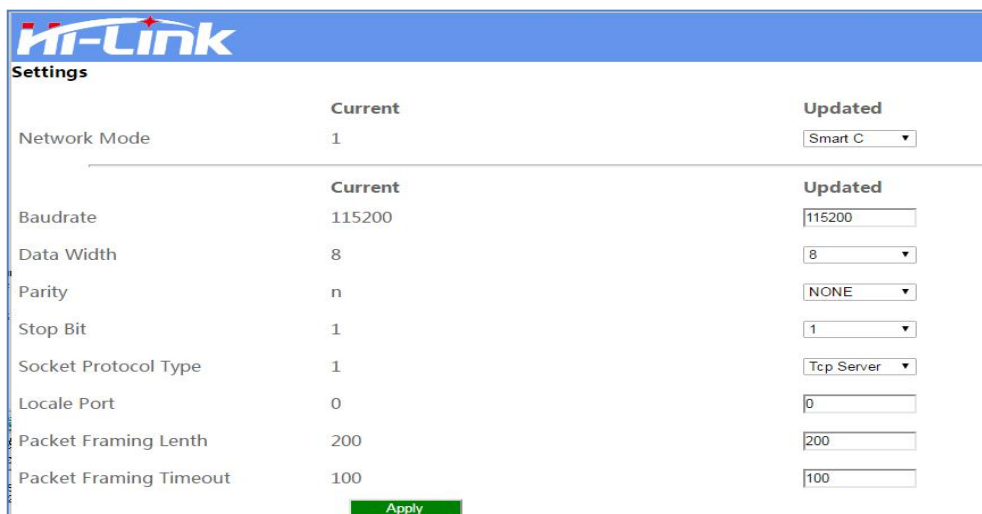 Hi-Link
Settings
Current Updated
Network Mode 1 Smart C
Current Updated
Baudrate 115200 115200
Data Width 8 8
Parity n NONE
Stop Bit 1 1
Socket Protocol Type 1 Tcp Server
Locale Port 0 0
Packet Framing Lenth 200 200
Packet Framing Timeout 100 100
Apply